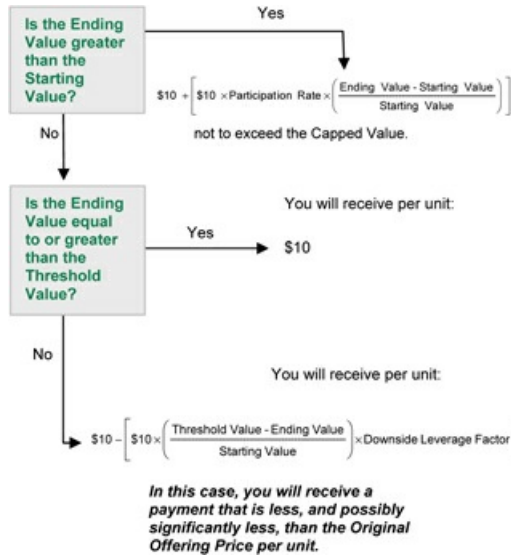 Yes
Is the Ending
Value greater
than the
Starting
Value?
$10 + [ $10 × Participation Rate × ( Ending Value - Starting Value / Starting Value ) ]
not to exceed the Capped Value.
No
Is the Ending
Value equal
to or greater
than the
Threshold
Value?
You will receive per unit:
Yes
$10
No
You will receive per unit:
$10 – [ $10 × ( Threshold Value - Ending Value / Starting Value ) × Downside Leverage Factor
In this case, you will receive a
payment that is less, and possibly
significantly less, than the Original
Offering Price per unit.